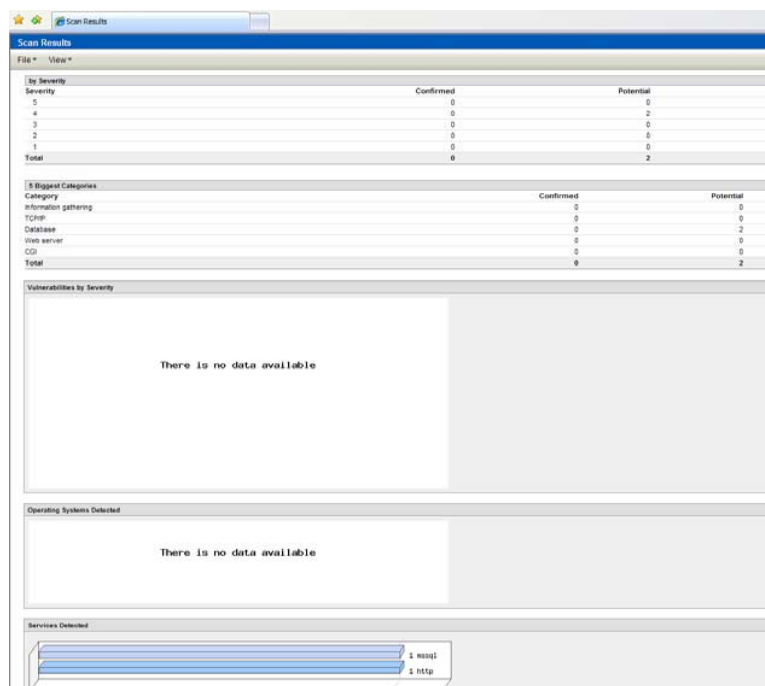 Scan Results
Scan Results
File View
by Severity
Severity Confirmed Potential
5 0 0
4 0 2
3 0 0
2 0 0
1 0 0
Total 0 2
5 Biggest Categories
Category Confirmed Potential
Information gathering 0 0
TCP/IP 0 0
Database 0 2
Web server 0 0
CGI 0 0
Total 0 2
Vulnerabilities by Severity
There is no data available
Operating Systems Detected
There is no data available
Services Detected
1 mssql
1 http